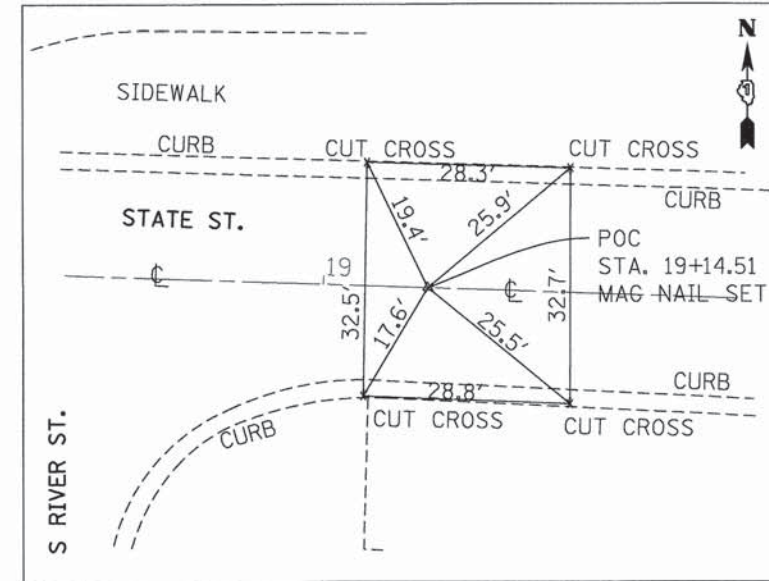 N
SIDEWALK
CURB
CUT CROSS
CUT CROSS
28.3'
CURB
STATE ST.
19.4'
25.9'
POC
STA. 19+14.51
MAG NAIL SET
19
℄
℄
32.5'
32.7'
17.6'
25.5'
28.8'
CURB
CURB
CUT CROSS
CUT CROSS
S RIVER ST.